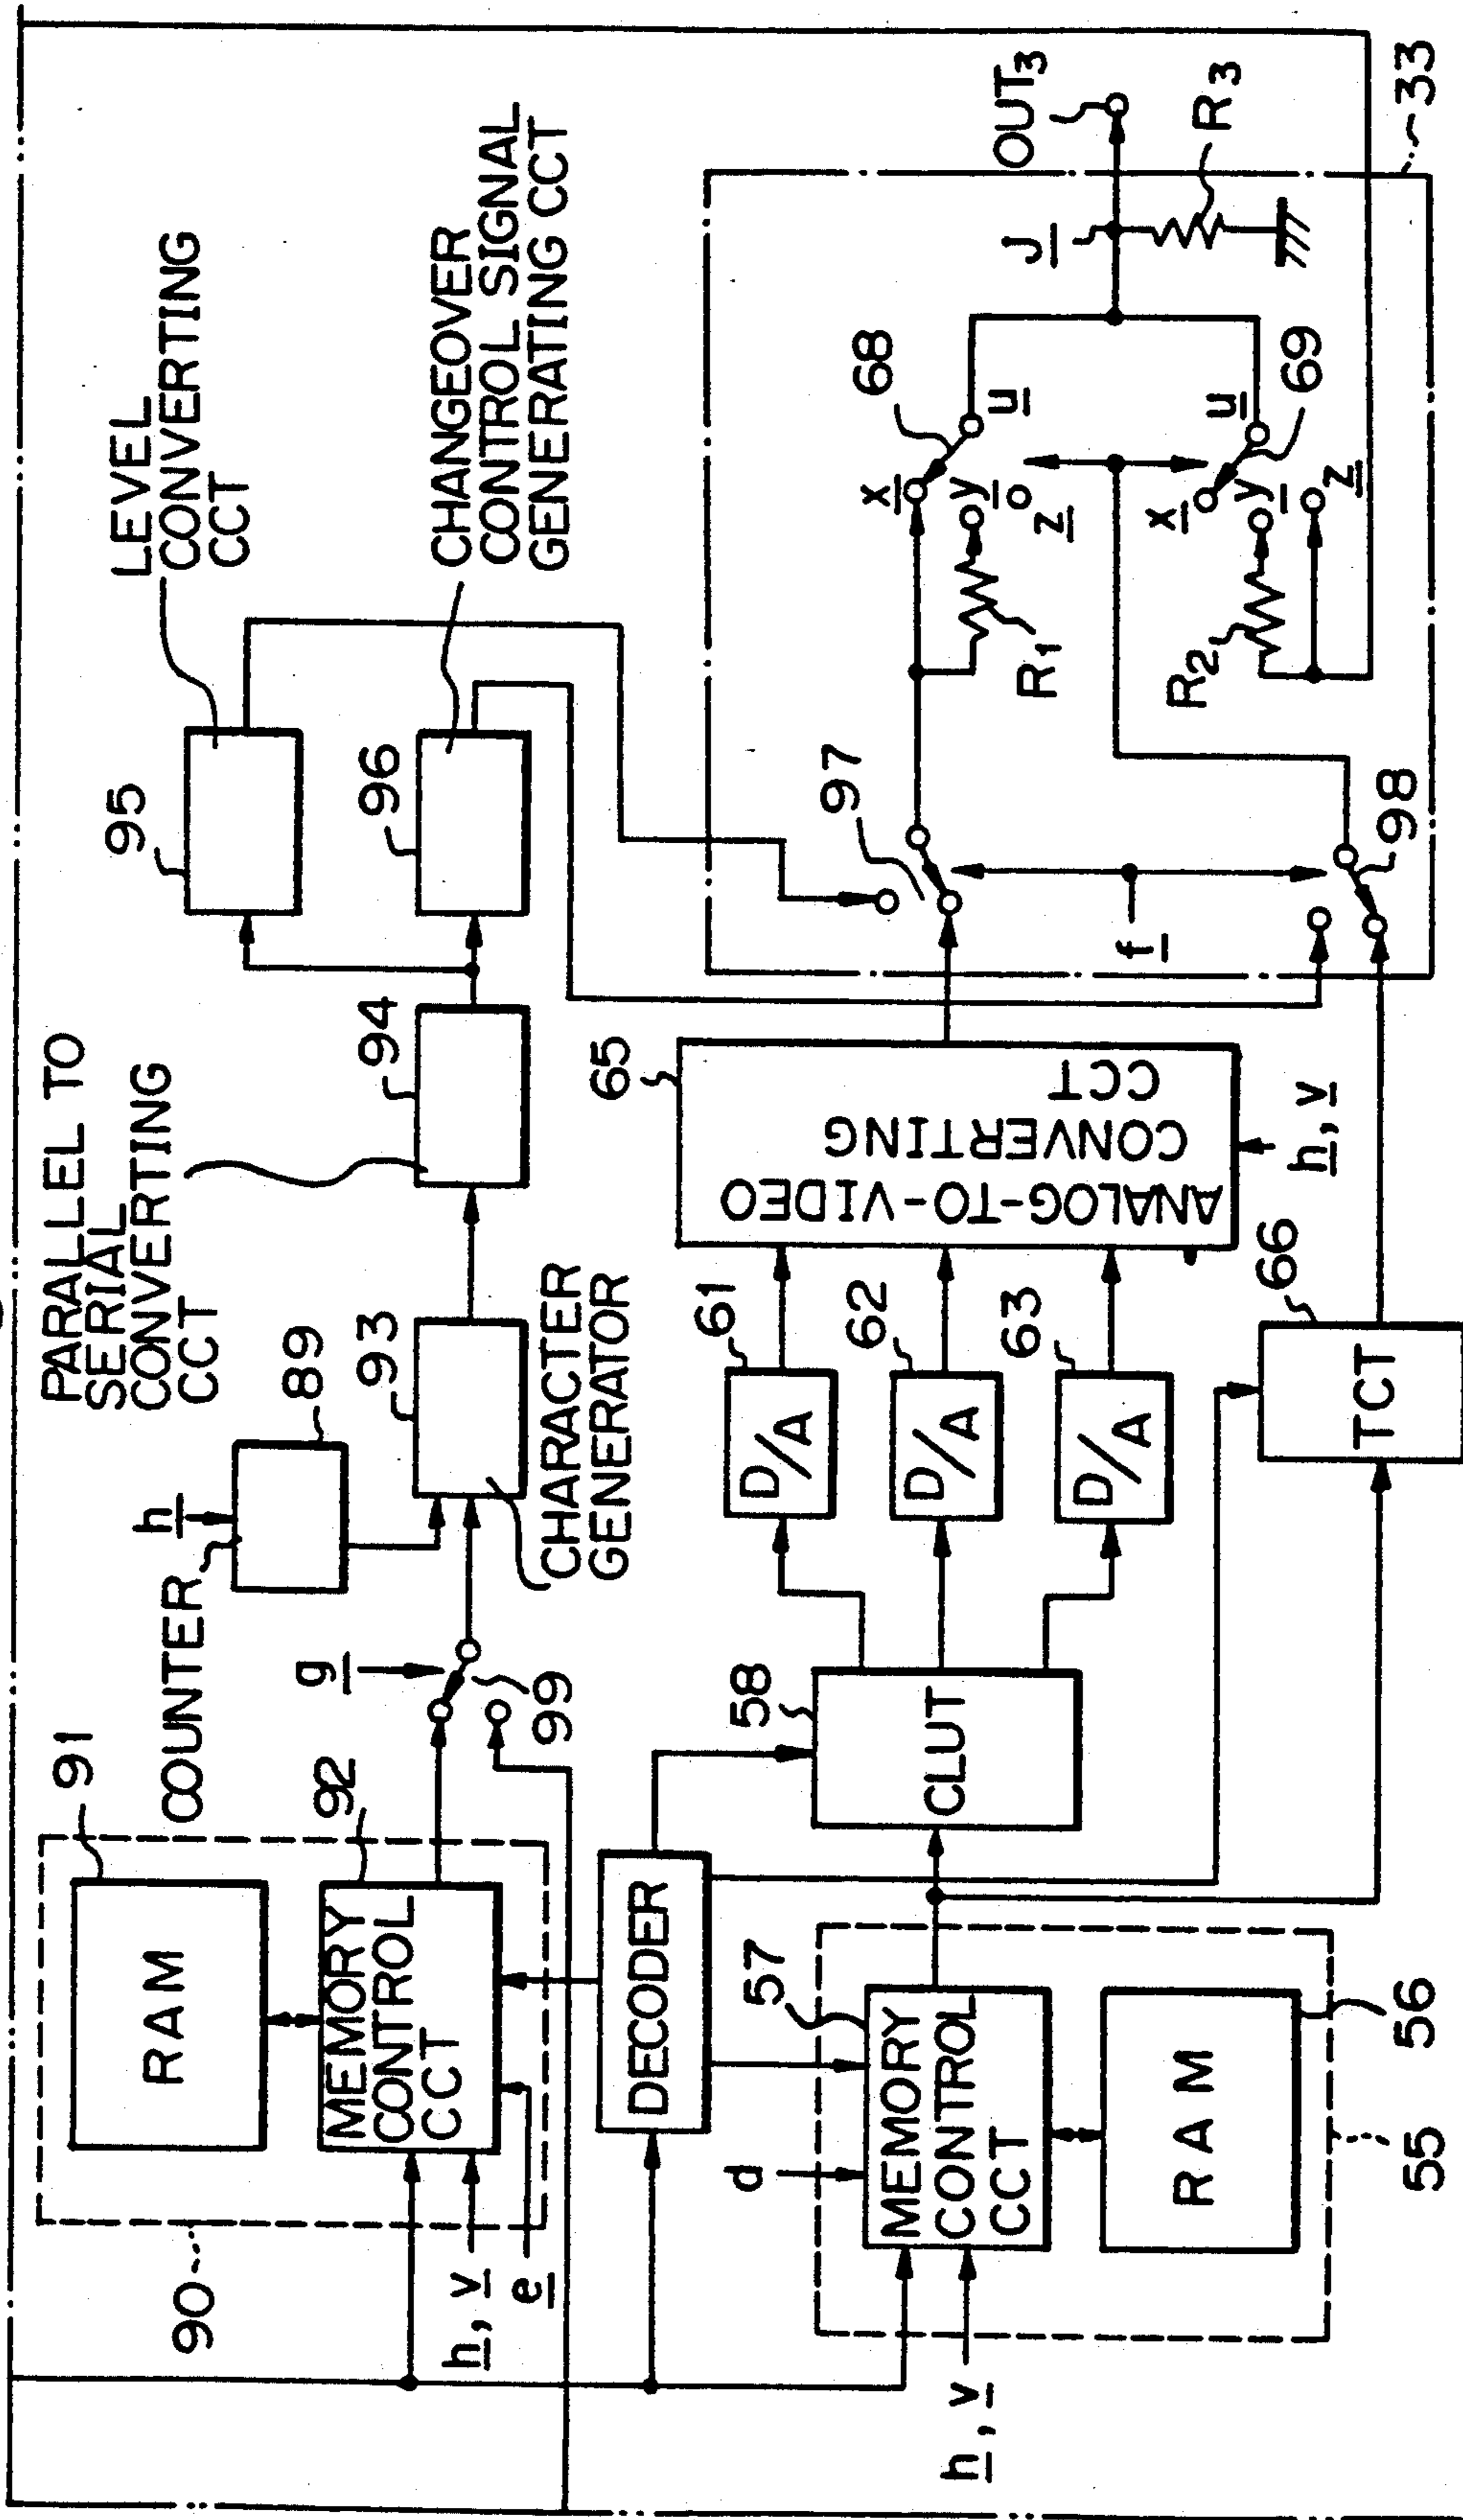 LEVEL
CONVERTING
CCT
95
CHANGEOVER
CONTROL SIGNAL
GENERATING CCT
96
PARALLEL TO
SERIAL
CONVERTING
CCT
94
COUNTER
h
89
93
CHARACTER
GENERATOR
g
99
91
RAM
92
MEMORY
CONTROL
CCT
90
h, v
e
DECODER
58
CLUT
61
D/A
62
D/A
63
D/A
65
ANALOG-TO-VIDEO
CONVERTING
CCT
h, v
66
TCT
57
d
MEMORY
CONTROL
CCT
h, v
RAM
56
55
97
f
98
R1
R2
68
x
y
z
u
69
x
y
z
u
J
OUT3
R3
33